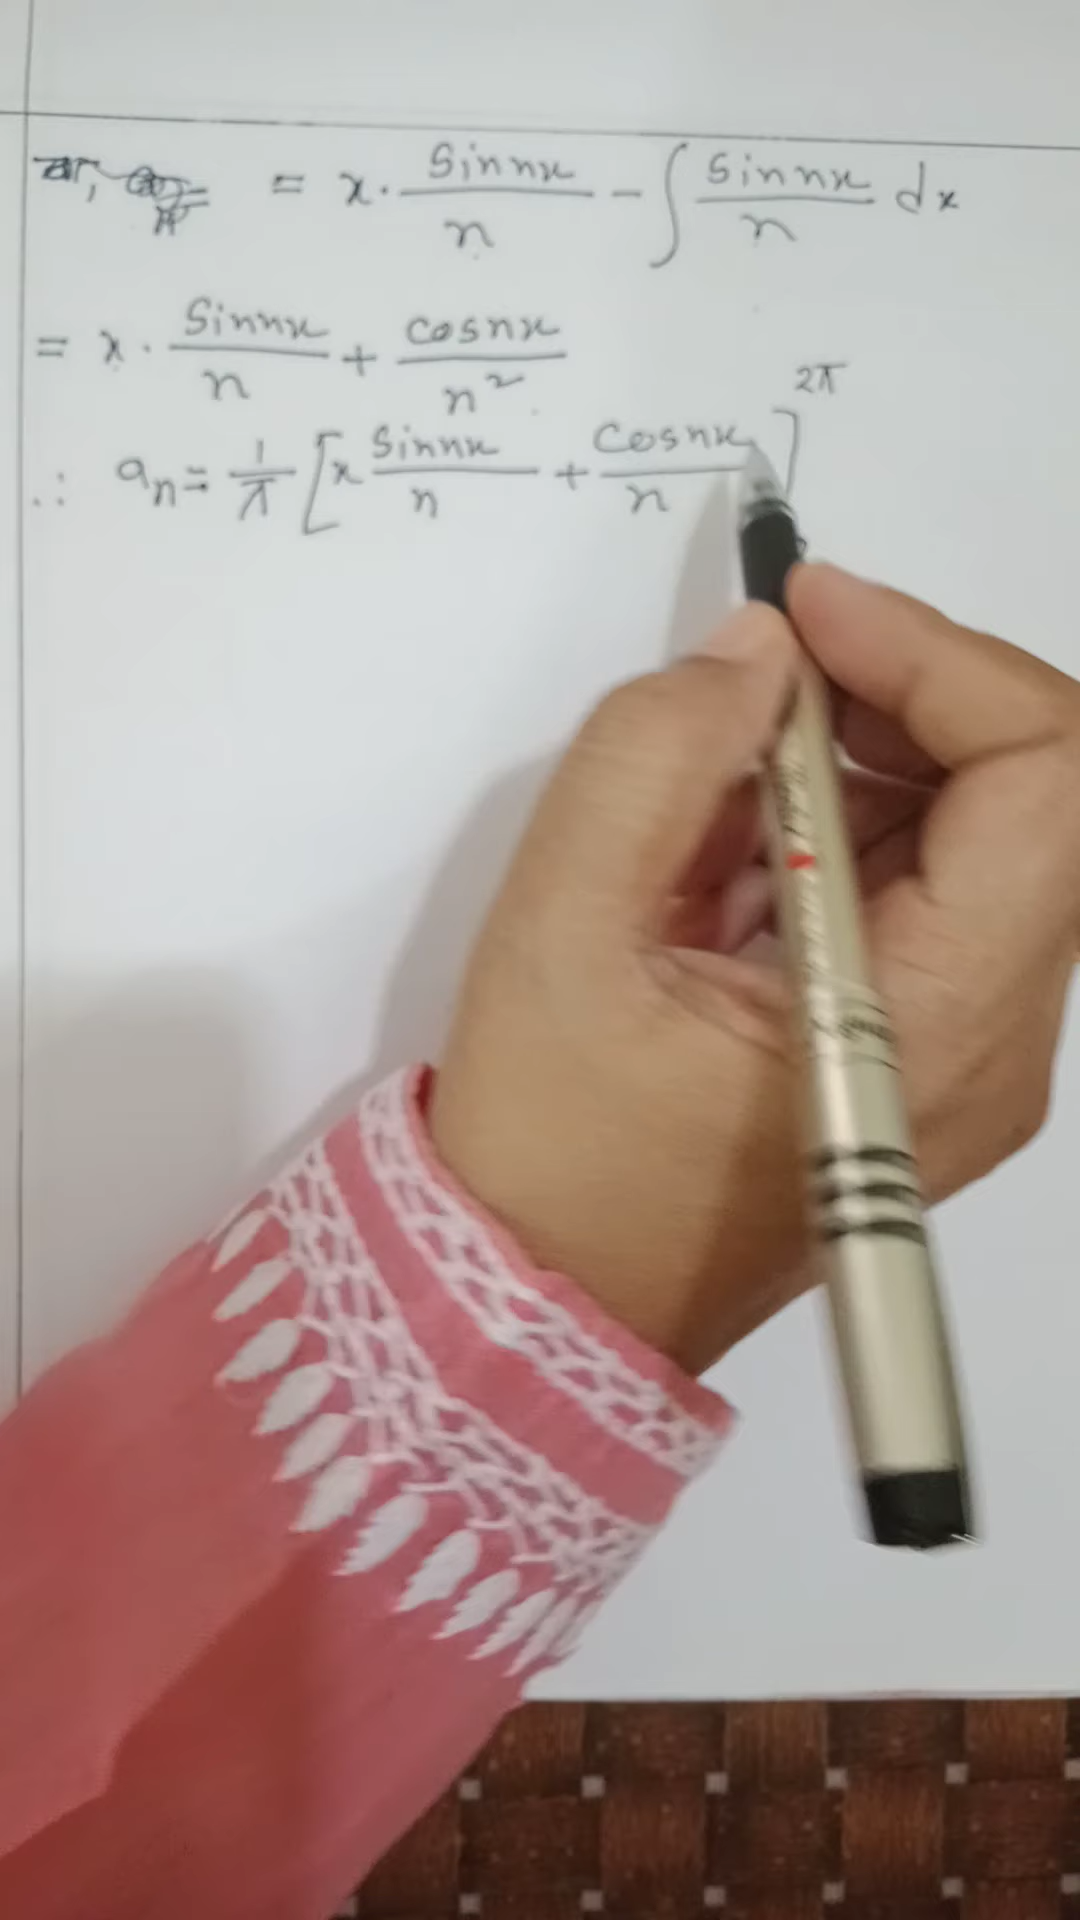 = x · sin nx / n − ∫ sin nx / n dx
= x · sin nx / n + cos nx / n²
∴ aₙ = 1/π [x sin nx / n + cos nx / n ]^2π